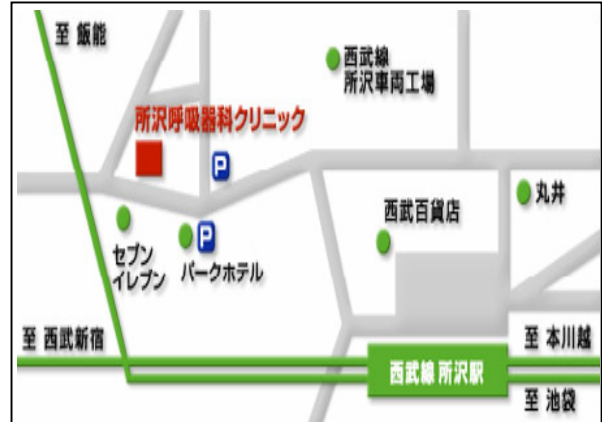 至 飯能
西武線
所沢車両工場
所沢呼吸器科クリニック
P
丸井
西武百貨店
セブン
イレブン
P
パークホテル
至 西武新宿
至 本川越
西武線 所沢駅
至 池袋